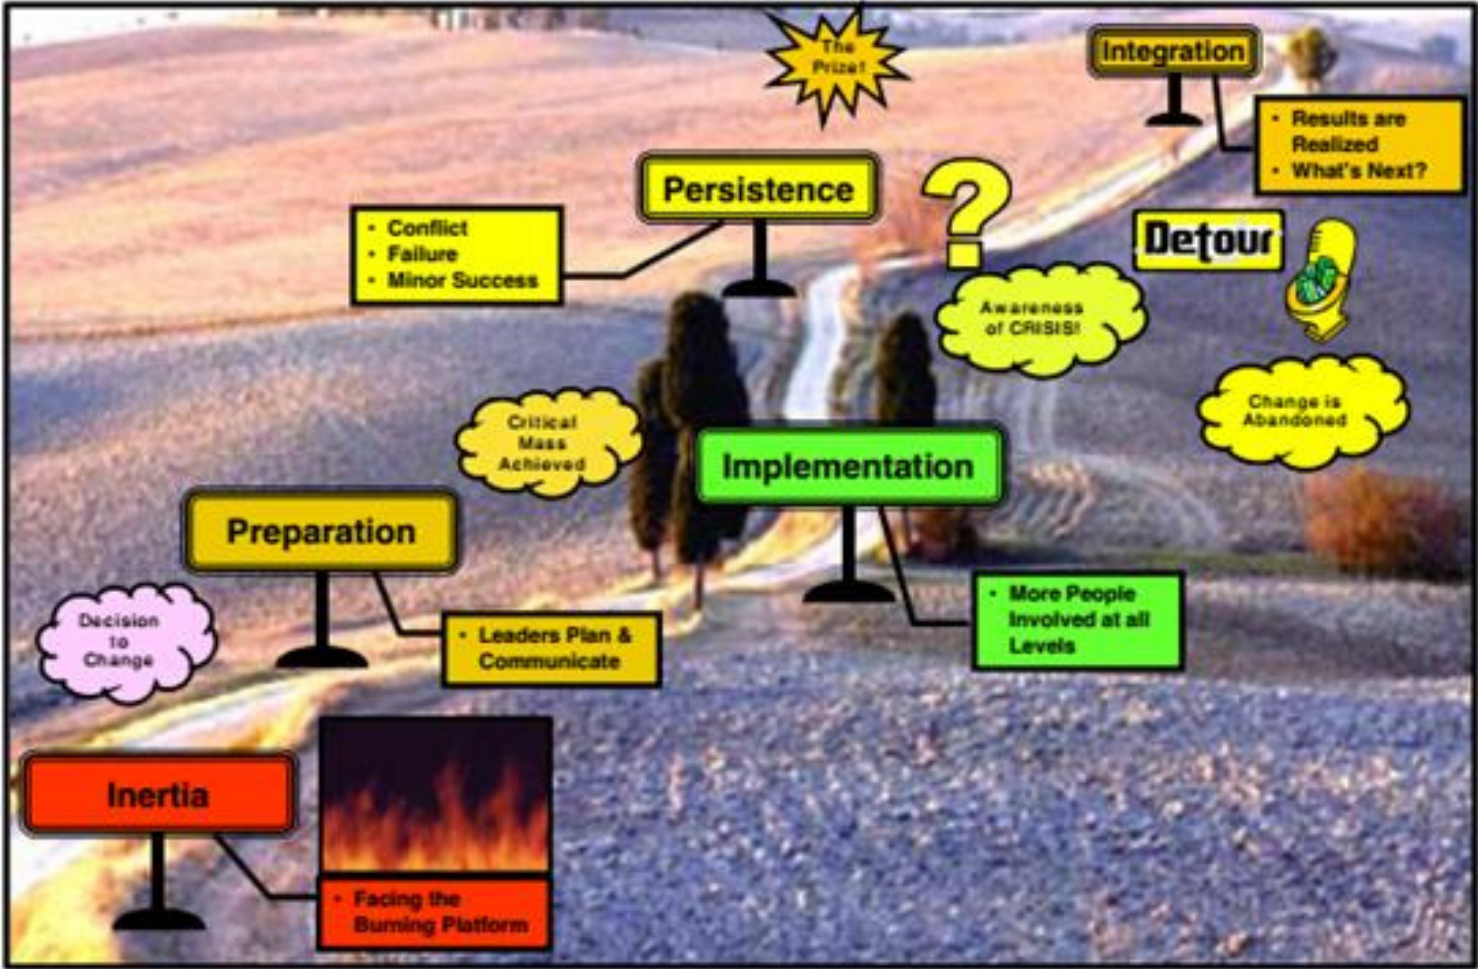 The
Prize!
Integration
• Results are
Realized
• What's Next?
Persistence
?
• Conflict
• Failure
• Minor Success
Detour
Awareness
of CRISIS!
Change is
Abandoned
Critical
Mass
Achieved
Implementation
Preparation
• More People
Involved at all
Levels
Decision
to
Change
• Leaders Plan &
Communicate
Inertia
• Facing the
Burning Platform